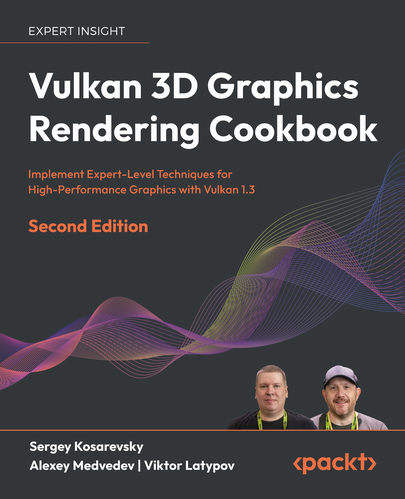 EXPERT INSIGHT
Vulkan 3D Graphics
Rendering Cookbook
Implement Expert-Level Techniques for
High-Performance Graphics with Vulkan 1.3
Second Edition
Sergey Kosarevsky
Alexey Medvedev | Viktor Latypov
<packt>